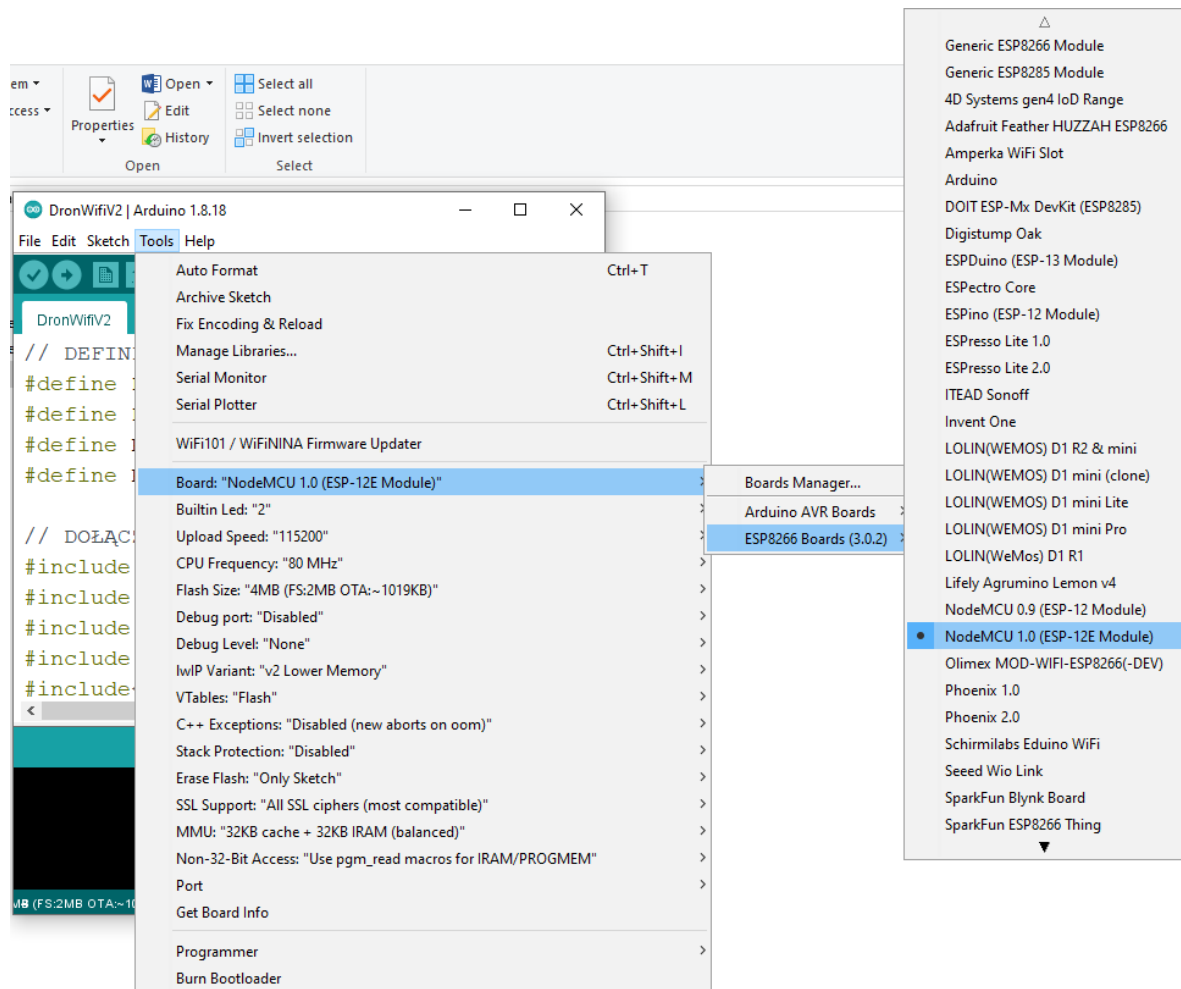 em
ccess
Properties
Open
Edit
History
Open
Select all
Select none
Invert selection
Select
DronWifiV2 | Arduino 1.8.18
File Edit Sketch Tools Help
DronWifiV2
// DEFIN
#define
#define
#define
#define
// DOŁĄC
#include
#include
#include
#include
#include
(FS:2MB OTA:~10
Auto Format Ctrl+T
Archive Sketch
Fix Encoding & Reload
Manage Libraries... Ctrl+Shift+I
Serial Monitor Ctrl+Shift+M
Serial Plotter Ctrl+Shift+L
WiFi101 / WiFiNINA Firmware Updater
Board: "NodeMCU 1.0 (ESP-12E Module)"
Builtin Led: "2"
Upload Speed: "115200"
CPU Frequency: "80 MHz"
Flash Size: "4MB (FS:2MB OTA:~1019KB)"
Debug port: "Disabled"
Debug Level: "None"
lwIP Variant: "v2 Lower Memory"
VTables: "Flash"
C++ Exceptions: "Disabled (new aborts on oom)"
Stack Protection: "Disabled"
Erase Flash: "Only Sketch"
SSL Support: "All SSL ciphers (most compatible)"
MMU: "32KB cache + 32KB IRAM (balanced)"
Non-32-Bit Access: "Use pgm_read macros for IRAM/PROGMEM"
Port
Get Board Info
Programmer
Burn Bootloader
Boards Manager...
Arduino AVR Boards
ESP8266 Boards (3.0.2)
Generic ESP8266 Module
Generic ESP8285 Module
4D Systems gen4 IoD Range
Adafruit Feather HUZZAH ESP8266
Amperka WiFi Slot
Arduino
DOIT ESP-Mx DevKit (ESP8285)
Digistump Oak
ESPDuino (ESP-13 Module)
ESPectro Core
ESPino (ESP-12 Module)
ESPresso Lite 1.0
ESPresso Lite 2.0
ITEAD Sonoff
Invent One
LOLIN(WEMOS) D1 R2 & mini
LOLIN(WEMOS) D1 mini (clone)
LOLIN(WEMOS) D1 mini Lite
LOLIN(WEMOS) D1 mini Pro
LOLIN(WeMos) D1 R1
Lifely Agrumino Lemon v4
NodeMCU 0.9 (ESP-12 Module)
NodeMCU 1.0 (ESP-12E Module)
Olimex MOD-WIFI-ESP8266(-DEV)
Phoenix 1.0
Phoenix 2.0
Schirmilabs Eduino WiFi
Seeed Wio Link
SparkFun Blynk Board
SparkFun ESP8266 Thing